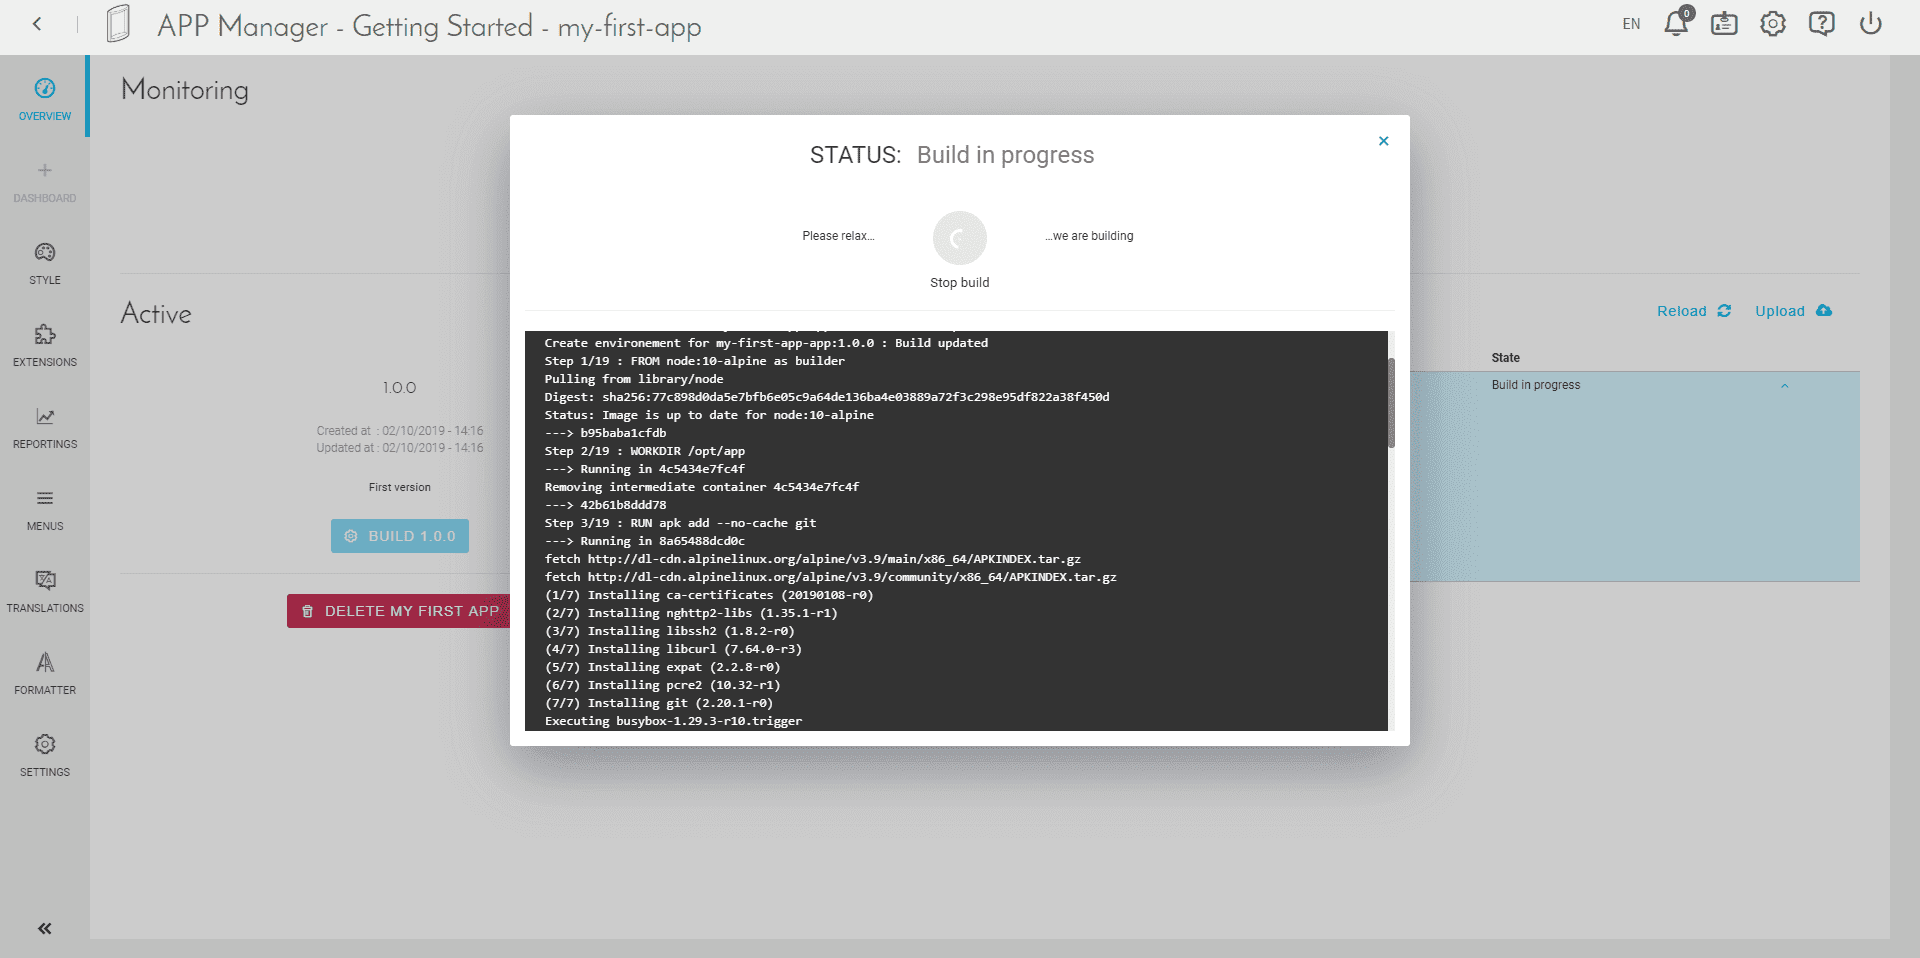 APP Manager - Getting Started - my-first-app
EN
0
OVERVIEW
DASHBOARD
STYLE
EXTENSIONS
REPORTINGS
MENUS
TRANSLATIONS
FORMATTER
SETTINGS
Monitoring
Active
Reload
Upload
1.0.0
Created at : 02/10/2019 - 14:16
Updated at : 02/10/2019 - 14:16
First version
BUILD 1.0.0
DELETE MY FIRST APP
State
Build in progress
STATUS: Build in progress
Please relax...
...we are building
Stop build
Create environement for my-first-app-app:1.0.0 : Build updated
Step 1/19 : FROM node:10-alpine as builder
Pulling from library/node
Digest: sha256:77c898d0da5e7bfb6e05c9a64de136ba4e03889a72f3c298e95df822a38f450d
Status: Image is up to date for node:10-alpine
---> b95baba1cfdb
Step 2/19 : WORKDIR /opt/app
---> Running in 4c5434e7fc4f
Removing intermediate container 4c5434e7fc4f
---> 42b61b8ddd78
Step 3/19 : RUN apk add --no-cache git
---> Running in 8a65488dcd0c
fetch http://dl-cdn.alpinelinux.org/alpine/v3.9/main/x86_64/APKINDEX.tar.gz
fetch http://dl-cdn.alpinelinux.org/alpine/v3.9/community/x86_64/APKINDEX.tar.gz
(1/7) Installing ca-certificates (20190108-r0)
(2/7) Installing nghttp2-libs (1.35.1-r1)
(3/7) Installing libssh2 (1.8.2-r0)
(4/7) Installing libcurl (7.64.0-r3)
(5/7) Installing expat (2.2.8-r0)
(6/7) Installing pcre2 (10.32-r1)
(7/7) Installing git (2.20.1-r0)
Executing busybox-1.29.3-r10.trigger